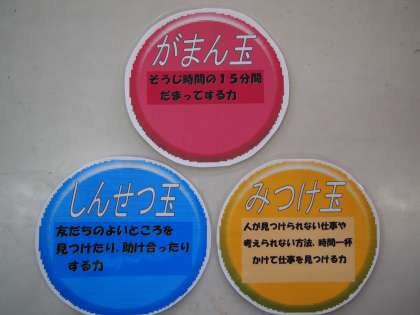 がまん玉
そうじ時間の15分間
だまってする力
しんせつ玉
友だちのよいところを
見つけたり、助け合ったり
する力
みつけ玉
人が見つけられない仕事や
考えられない方法、時間一杯
かけて仕事を見つける力